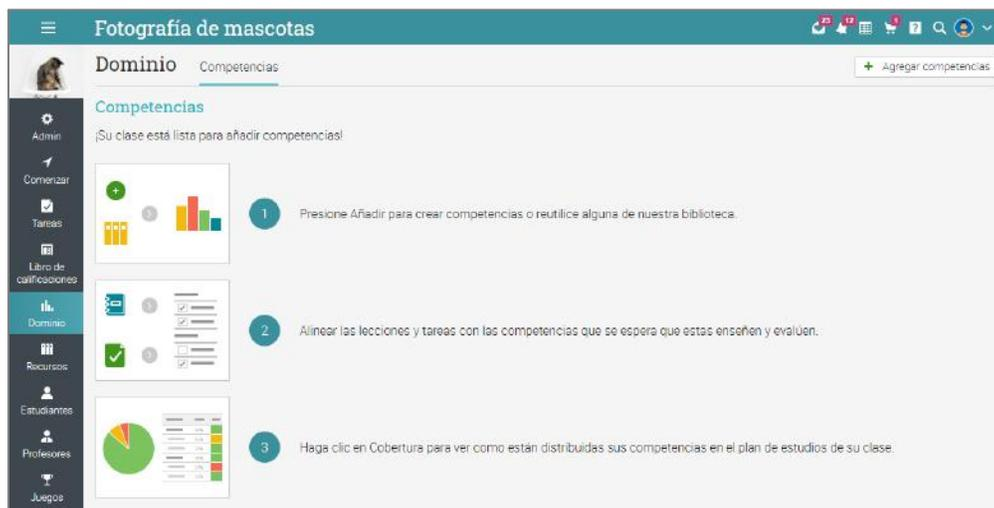 Fotografía de mascotas
23
12
1
Dominio
Competencias
+ Agregar competencias
Competencias
¡Su clase está lista para añadir competencias!
Admin
Comenzar
Tareas
Libro de
calificaciones
Dominio
Recursos
Estudiantes
Profesores
Juegos
1
Presione Añadir para crear competencias o reutilice alguna de nuestra biblioteca.
2
Alinear las lecciones y tareas con las competencias que se espera que estas enseñen y evalúen.
3
Haga clic en Cobertura para ver como están distribuidas sus competencias en el plan de estudios de su clase.